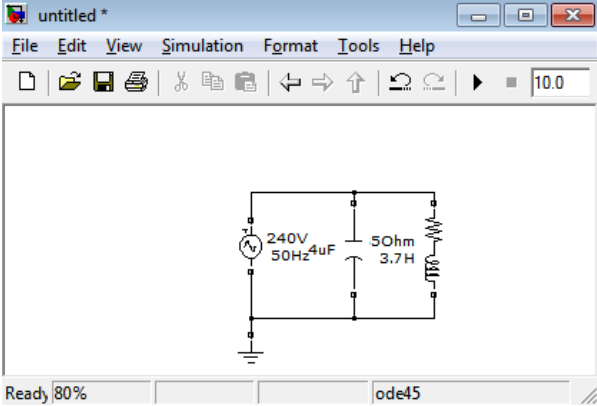 untitled *
File Edit View Simulation Format Tools Help
10.0
240V
50Hz
4uF
5Ohm
3.7H
Ready 80% ode45